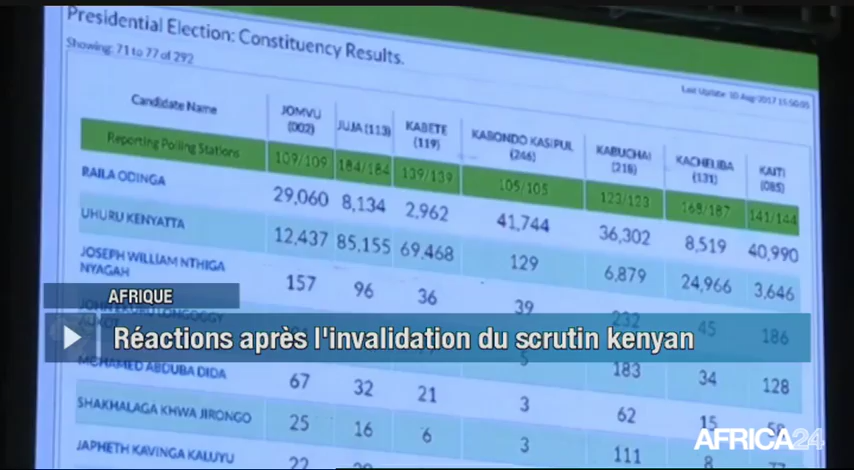 Presidential Election: Constituency Results.
Showing: 71 to 77 of 292
Last Update: 10-Aug-2017 15:50:05
Candidate Name JOMVU (002) JUJA (113) KABETE (119) KABONDO KASIPUL (246) KABUCHAI (218) KACHELIBA (131) KAITI (085)
Reporting Polling Stations 109/109 184/184 139/139 105/105 123/123 168/187 141/144
RAILA ODINGA 29,060 8,134 2,962 41,744 36,302 8,519 40,990
UHURU KENYATTA 12,437 85,155 69,468 129 6,879 24,966 3,646
JOSEPH WILLIAM NTHIGA NYAGAH 157 96 36 39 232 45 186
AFRIQUE
Réactions après l'invalidation du scrutin kenyan
5 183 34 128
MOHAMED ABDUBA DIDA 67 32 21 3 62 15
SHAKHALAGA KHWA JIRONGO 25 16 6 3 111 8
JAPHETH KAVINGA KALUYU 22
AFRICA24